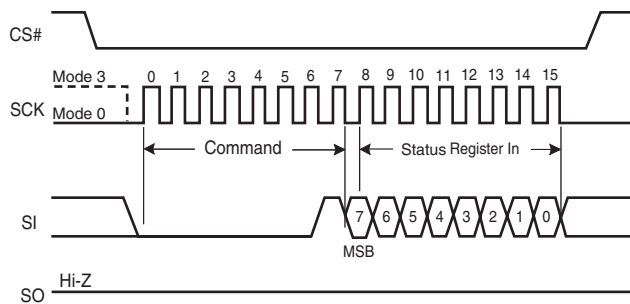 CS#
Mode 3
0 1 2 3 4 5 6 7 8 9 10 11 12 13 14 15
SCK
Mode 0
Command
Status Register In
SI
7 6 5 4 3 2 1 0
MSB
Hi-Z
SO